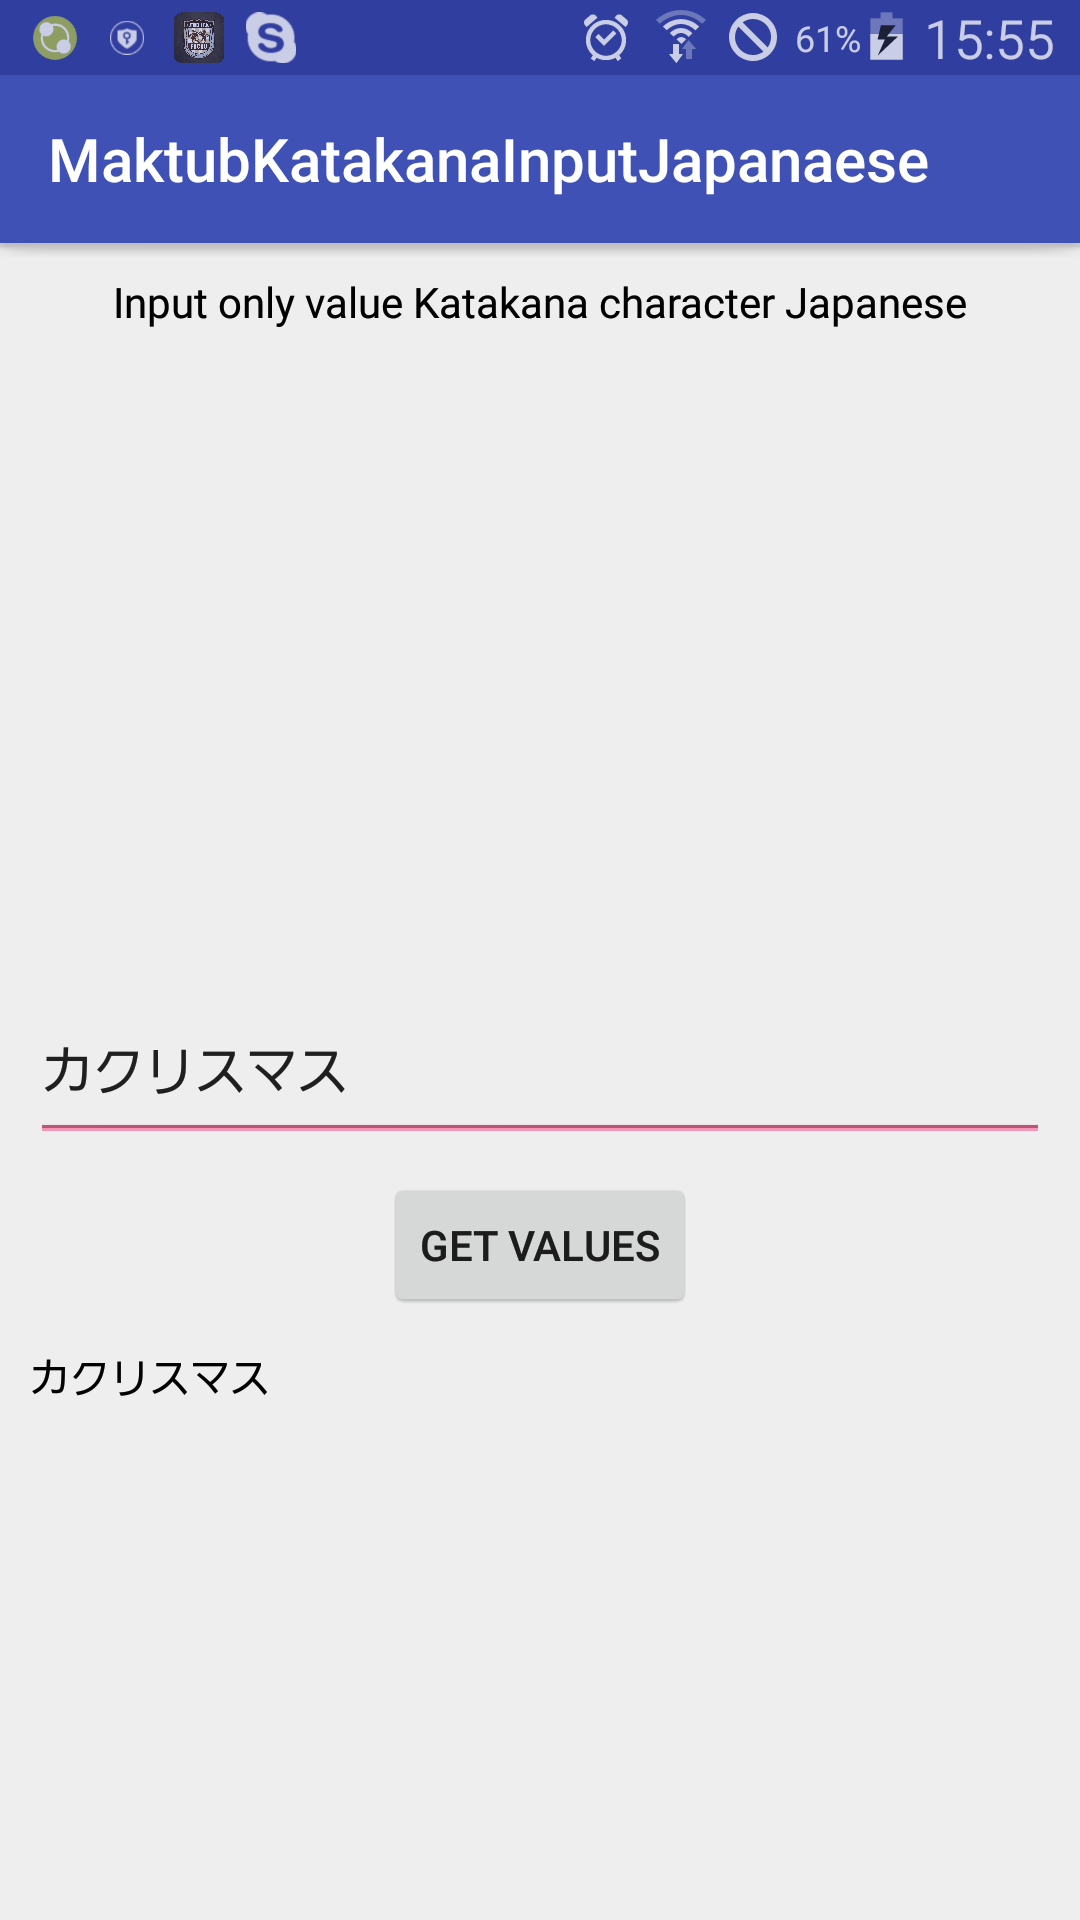 61% 15:55
MaktubKatakanaInputJapanaese
Input only value Katakana character Japanese
カクリスマス
GET VALUES
カクリスマス